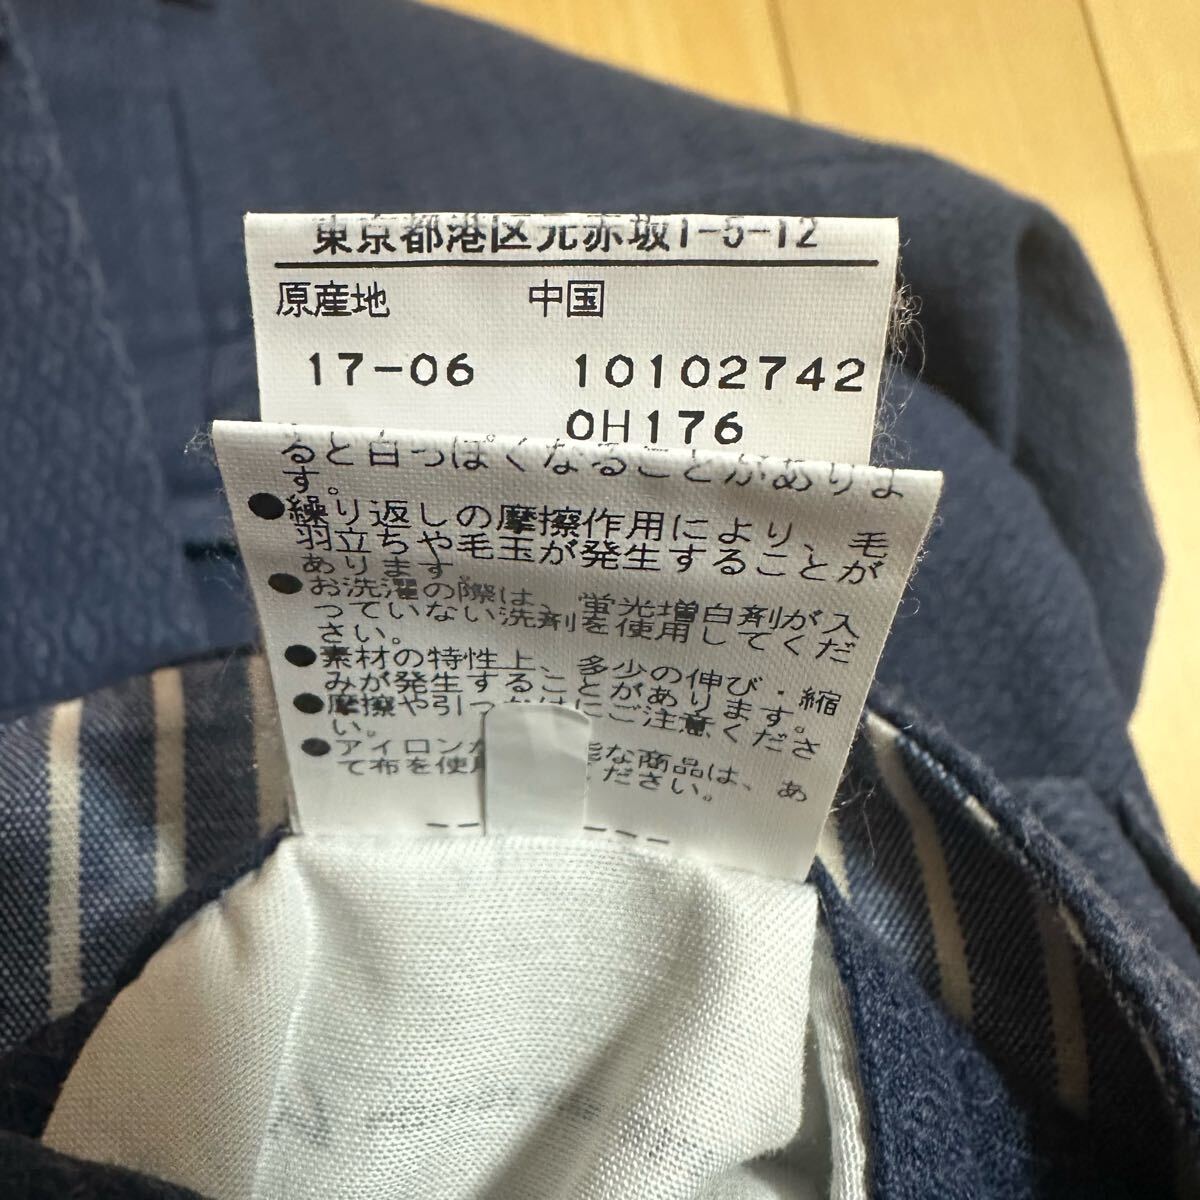 東京都港区元赤坂1-5-12
原産地 中国
17-06 10102742
0H176
ると白っぽくなることがありま
す。
●繰り返しの摩擦作用により、毛
羽立ちや毛玉が発生することが
あります。
●お洗濯の際は、蛍光増白剤が入
っていない洗剤を使用してくだ
さい。
●素材の特性上、多少の伸び・縮
みが発生することがあります。
●摩擦や引っかけにご注意くださ
い。
●アイロンが 能な商品は、あ
て布を使用 ください。